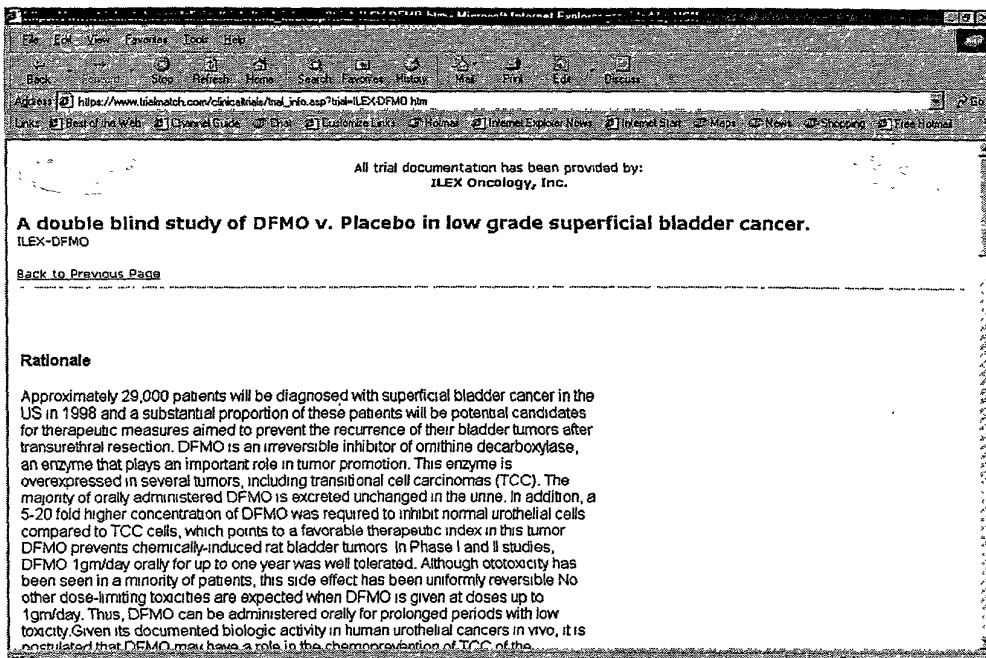 Microsoft Internet Explorer
File Edit View Favorites Tools Help
Back Forward Stop Refresh Home Search Favorites History Mail Print Edit Discuss
Address https://www.trialmatch.com/clinicaltrials/trial_info.asp?trial=ILEX-DFMO htm Go
Links Best of the Web Channel Guide Chat Customize Links Hotmail Internet Explorer News Internet Start Maps News Shopping Free Hotmail
All trial documentation has been provided by:
ILEX Oncology, Inc.
A double blind study of DFMO v. Placebo in low grade superficial bladder cancer.
ILEX-DFMO
Back to Previous Page
Rationale
Approximately 29,000 patients will be diagnosed with superficial bladder cancer in the
US in 1998 and a substantial proportion of these patients will be potential candidates
for therapeutic measures aimed to prevent the recurrence of their bladder tumors after
transurethral resection. DFMO is an irreversible inhibitor of ornithine decarboxylase,
an enzyme that plays an important role in tumor promotion. This enzyme is
overexpressed in several tumors, including transitional cell carcinomas (TCC). The
majority of orally administered DFMO is excreted unchanged in the urine. In addition, a
5-20 fold higher concentration of DFMO was required to inhibit normal urothelial cells
compared to TCC cells, which points to a favorable therapeutic index in this tumor
DFMO prevents chemically-induced rat bladder tumors In Phase I and II studies,
DFMO 1gm/day orally for up to one year was well tolerated. Although ototoxicity has
been seen in a minority of patients, this side effect has been uniformly reversible No
other dose-limiting toxicities are expected when DFMO is given at doses up to
1gm/day. Thus, DFMO can be administered orally for prolonged periods with low
toxicity.Given its documented biologic activity in human urothelial cancers in vivo, it is
postulated that DFMO may have a role in the chemoprevention of TCC of the